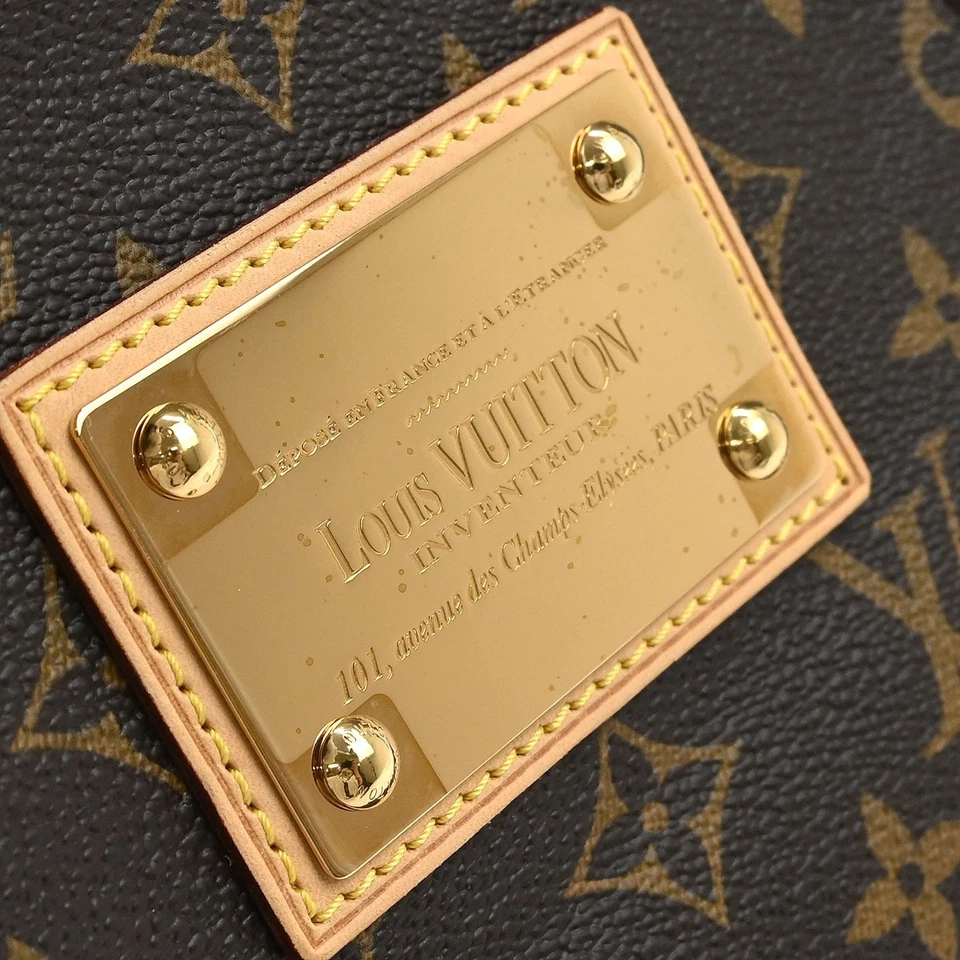 DÉPOSÉ EN FRANCE ET À L'ETRANGER
LOUIS VUITTON
INVENTEUR
101, avenue des Champs-Elysées, PARIS